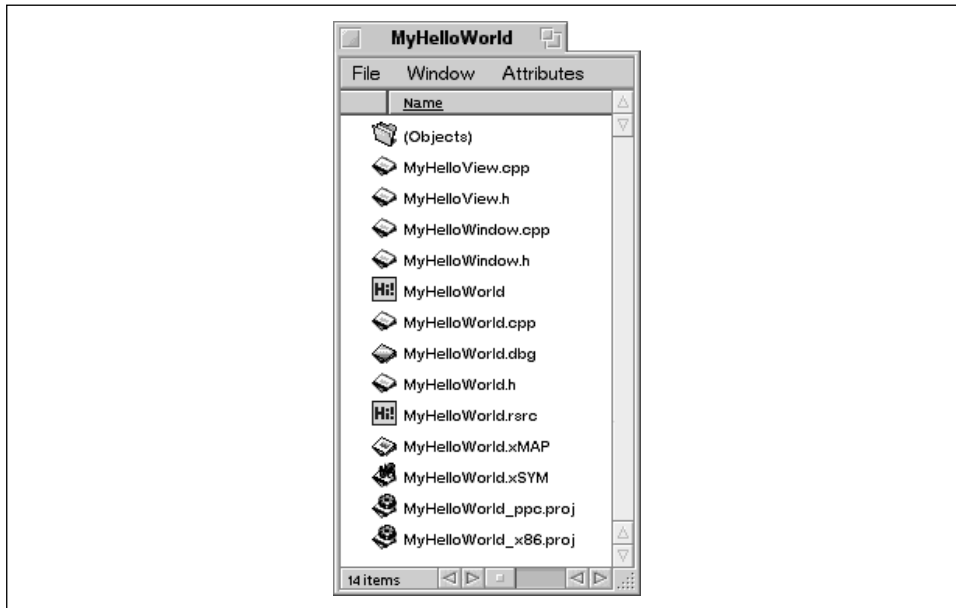 MyHelloWorld
File Window Attributes
Name
(Objects)
MyHelloView.cpp
MyHelloView.h
MyHelloWindow.cpp
MyHelloWindow.h
Hi! MyHelloWorld
MyHelloWorld.cpp
MyHelloWorld.dbg
MyHelloWorld.h
Hi! MyHelloWorld.rsrc
MyHelloWorld.xMAP
MyHelloWorld.xSYM
MyHelloWorld_ppc.proj
MyHelloWorld_x86.proj
14 items